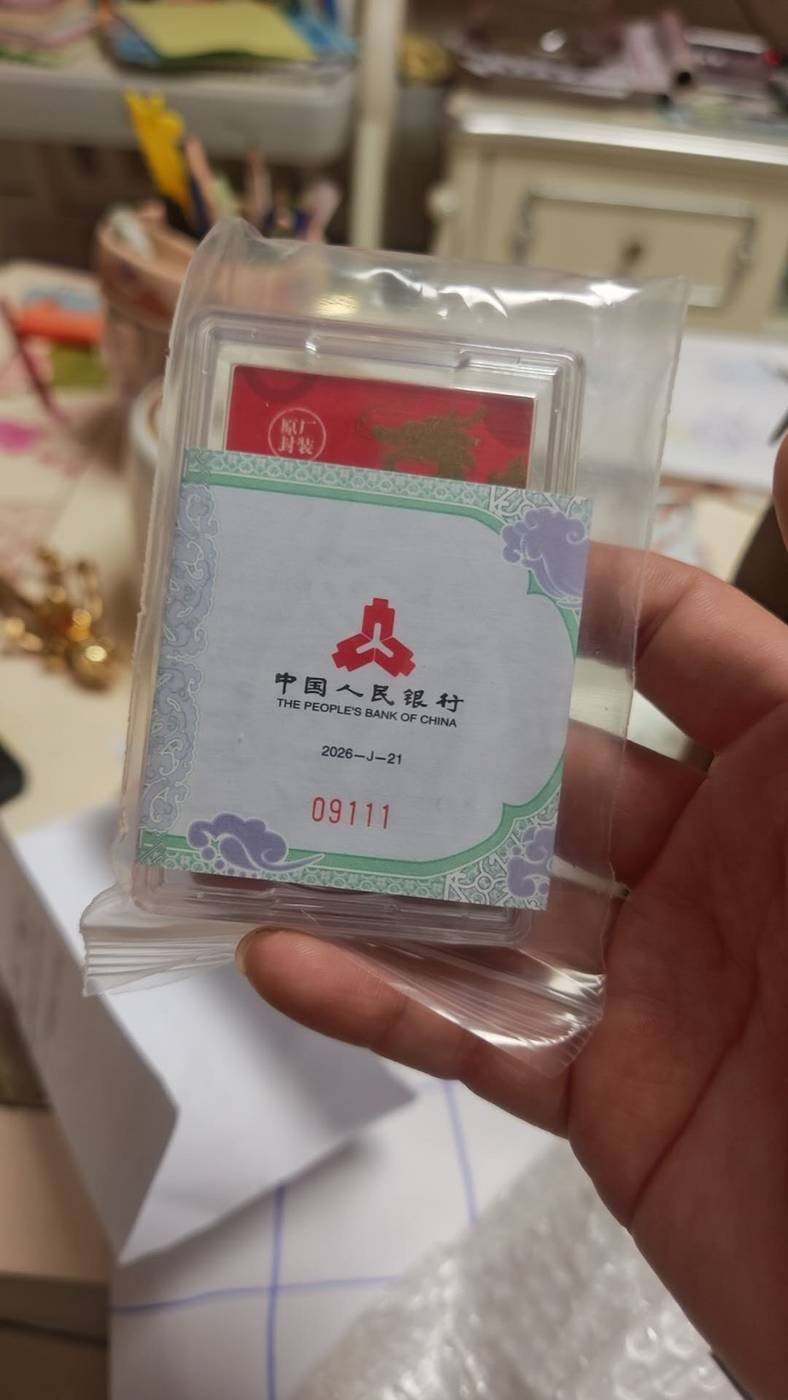 原厂
封装
中国人民银行
THE PEOPLE'S BANK OF CHINA
2026—J—21
09111